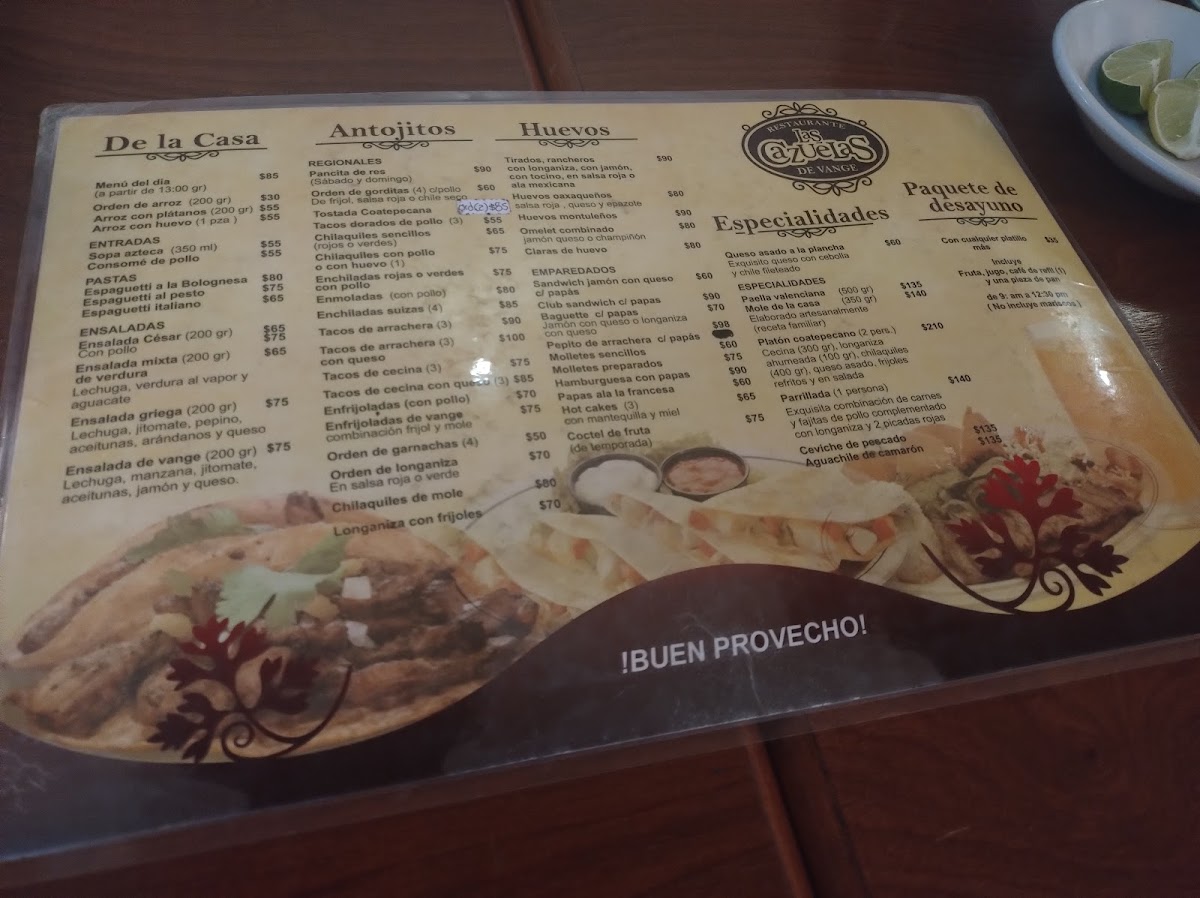 De la Casa
Menú del día $85
(a partir de 13:00 gr)
Orden de arroz (200 gr) $30
Arroz con plátanos (200 gr) $55
Arroz con huevo (1 pza ) $55
ENTRADAS
Sopa azteca (350 ml) $55
Consomé de pollo $55
PASTAS
Espaguetti a la Bolognesa $80
Espaguetti al pesto $75
Espaguetti italiano $65
ENSALADAS
Ensalada César (200 gr) $65
Con pollo $75
Ensalada mixta (200 gr) $65
de verdura
Lechuga, verdura al vapor y
aguacate
Ensalada griega (200 gr) $75
Lechuga, jitomate, pepino,
aceitunas, arándanos y queso
Ensalada de vange (200 gr) $75
Lechuga, manzana, jitomate,
aceitunas, jamón y queso.
Antojitos
REGIONALES
Pancita de res $90
(Sábado y domingo)
Orden de gorditas (4) c/pollo $60
De frijol, salsa roja o chile seco
Tostada Coatepecana $85
Tacos dorados de pollo (3) $55
Chilaquiles sencillos $65
(rojos o verdes)
Chilaquiles con pollo $75
o con huevo (1)
Enchiladas rojas o verdes $75
con pollo
Enmoladas (con pollo) $80
Enchiladas suizas (4) $85
Tacos de arrachera (3) $90
Tacos de arrachera (3) $100
con queso
Tacos de cecina (3) $75
Tacos de cecina con queso (3) $85
Enfrijoladas (con pollo) $70
Enfrijoladas de vange $75
combinación frijol y mole
Orden de garnachas (4) $50
Orden de longaniza $70
En salsa roja o verde
Chilaquiles de mole $80
Longaniza con frijoles $70
Huevos
Tirados, rancheros $90
con longaniza, con jamón,
con tocino, en salsa roja o
ala mexicana
Huevos oaxaqueños $80
salsa roja , queso y epazote
Huevos montuleños $90
Omelet combinado $80
jamón queso o champiñón
Claras de huevo $80
EMPAREDADOS
Sandwich jamón con queso $60
c/ papás
Club sandwich c/ papas $90
Baguette c/ papas $70
Jamón con queso o longaniza
con queso
Pepito de arrachera c/ papás $98
Molletes sencillos $60
Molletes preparados $75
Hamburguesa con papas $90
Papas ala francesa $60
Hot cakes (3) $65
con mantequilla y miel
Coctel de fruta $75
(de temporada)
RESTAURANTE
las
CazuelaS
DE VANGE
Especialidades
Queso asado a la plancha $60
Exquisito queso con cebolla
y chile fileteado
ESPECIALIDADES
Paella valenciana (500 gr) $135
Mole de la casa (350 gr) $140
Elaborado artesanalmente
(receta familiar)
Platón coatepecano (2 pers.) $210
Cecina (300 gr), longaniza
ahumeada (100 gr), chilaquiles
(400 gr), queso asado, frijoles
refritos y en salada
Parrillada (1 persona) $140
Exquisita combinación de carnes
y fajitas de pollo complementado
con longaniza y 2 picadas rojas
Ceviche de pescado $135
Aguachile de camarón $135
Paquete de
desayuno
Con cualquier platillo $55
más
Incluye
Fruta, jugo, café de refill (1)
y una pieza de pan
de 9: am a 12:30 pm
( No incluye mariscos )
!BUEN PROVECHO!